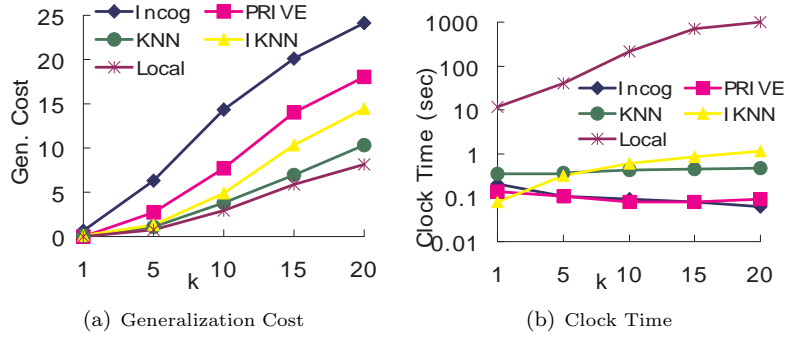 Incog PRIVE
KNN IKNN
Local
Gen. Cost
25
20
15
10
5
0
1 5 10 15 20
k
(a) Generalization Cost
Clock Time (sec)
1000
100
10
1
0.1
0.01
Incog PRIVE
KNN IKNN
Local
1 5 10 15 20
k
(b) Clock Time